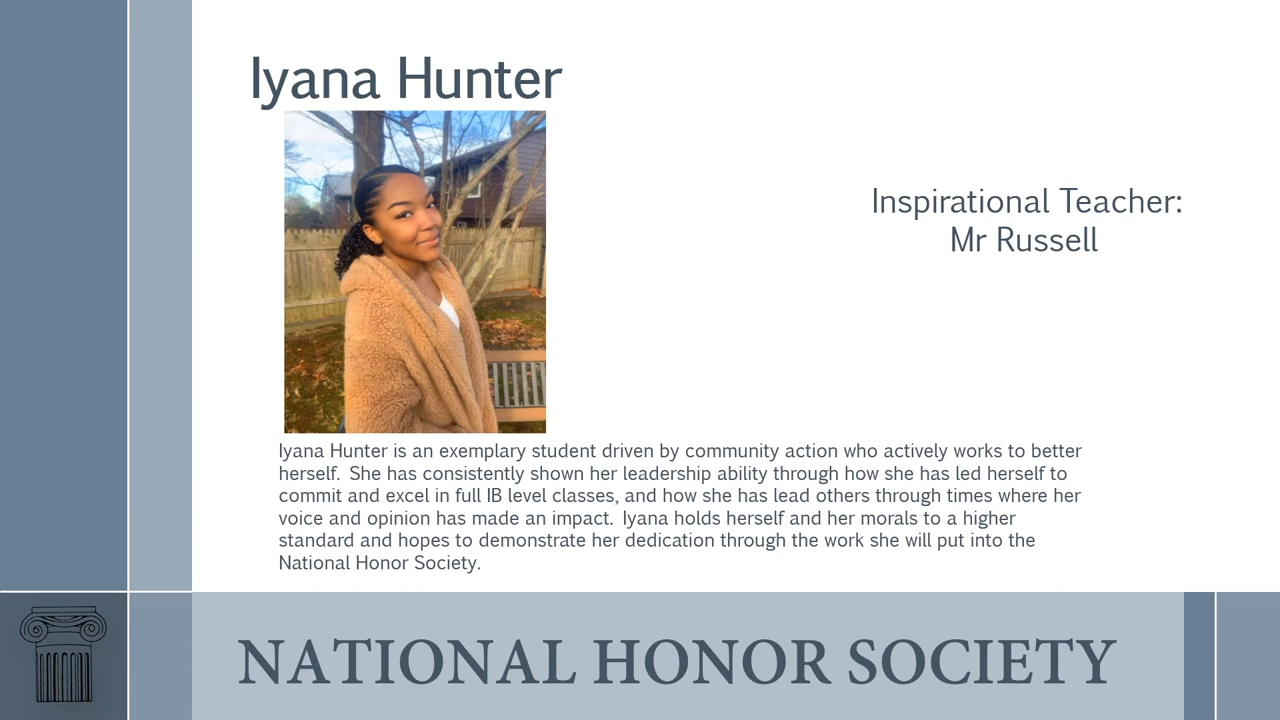 Iyana Hunter
Inspirational Teacher:
Mr Russell
Iyana Hunter is an exemplary student driven by community action who actively works to better
herself.  She has consistently shown her leadership ability through how she has led herself to
commit and excel in full IB level classes, and how she has lead others through times where her
voice and opinion has made an impact.  Iyana holds herself and her morals to a higher
standard and hopes to demonstrate her dedication through the work she will put into the
National Honor Society.
NATIONAL HONOR SOCIETY